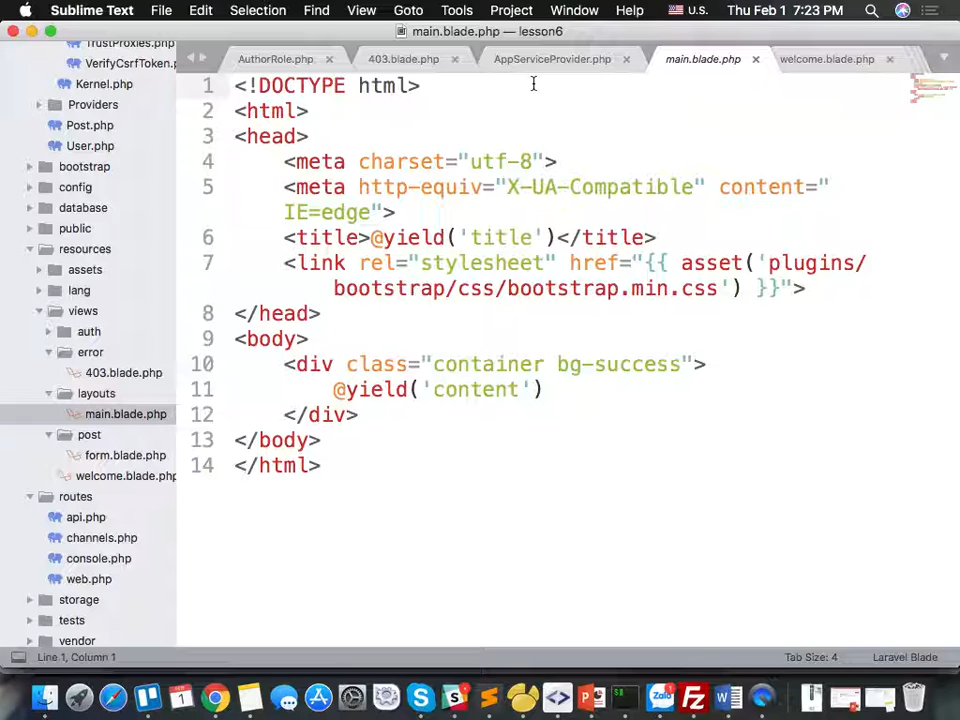 Sublime Text File Edit Selection Find View Goto Tools Project Window Help U.S. Thu Feb 1 7:23 PM
main.blade.php — lesson6
AuthorRole.php 403.blade.php AppServiceProvider.php main.blade.php welcome.blade.php
TrustProxies.php
VerifyCsrfToken.
Kernel.php
Providers
Post.php
User.php
bootstrap
config
database
public
resources
assets
lang
views
auth
error
403.blade.php
layouts
main.blade.php
post
form.blade.php
welcome.blade.php
routes
api.php
channels.php
console.php
web.php
storage
tests
vendor
1 <!DOCTYPE html>
2 <html>
3 <head>
4 <meta charset="utf-8">
5 <meta http-equiv="X-UA-Compatible" content="
IE=edge">
6 <title>@yield('title')</title>
7 <link rel="stylesheet" href="{{ asset('plugins/
bootstrap/css/bootstrap.min.css') }}">
8 </head>
9 <body>
10 <div class="container bg-success">
11 @yield('content')
12 </div>
13 </body>
14 </html>
Line 1, Column 1 Tab Size: 4 Laravel Blade